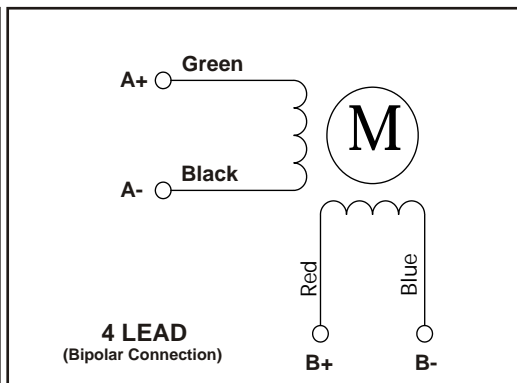 A+ Green
M
A- Black
Red
Blue
4 LEAD
(Bipolar Connection)
B+ B-